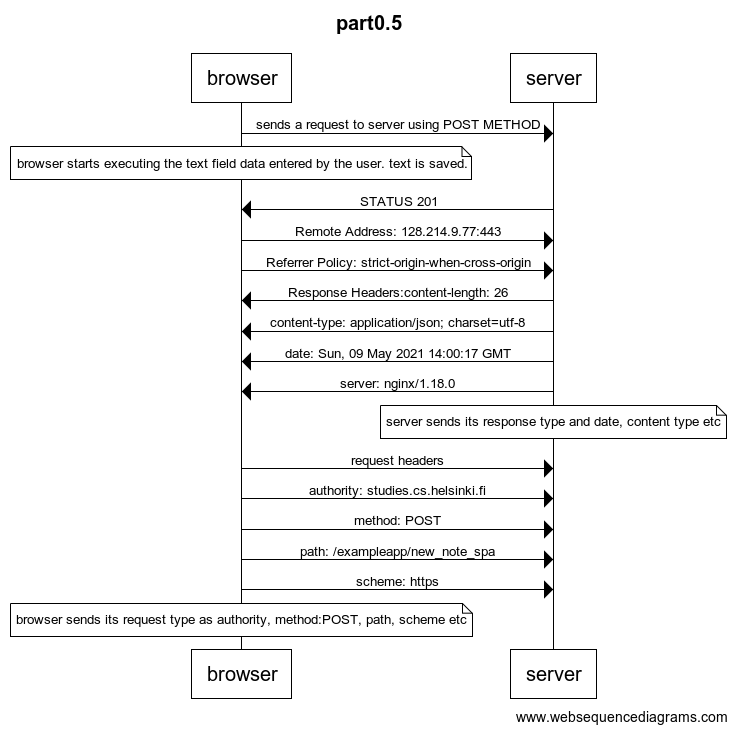 part0.5
browser
server
sends a request to server using POST METHOD
browser starts executing the text field data entered by the user. text is saved.
STATUS 201
Remote Address: 128.214.9.77:443
Referrer Policy: strict-origin-when-cross-origin
Response Headers:content-length: 26
content-type: application/json; charset=utf-8
date: Sun, 09 May 2021 14:00:17 GMT
server: nginx/1.18.0
server sends its response type and date, content type etc
request headers
authority: studies.cs.helsinki.fi
method: POST
path: /exampleapp/new_note_spa
scheme: https
browser sends its request type as authority, method:POST, path, scheme etc
browser
server
www.websequencediagrams.com